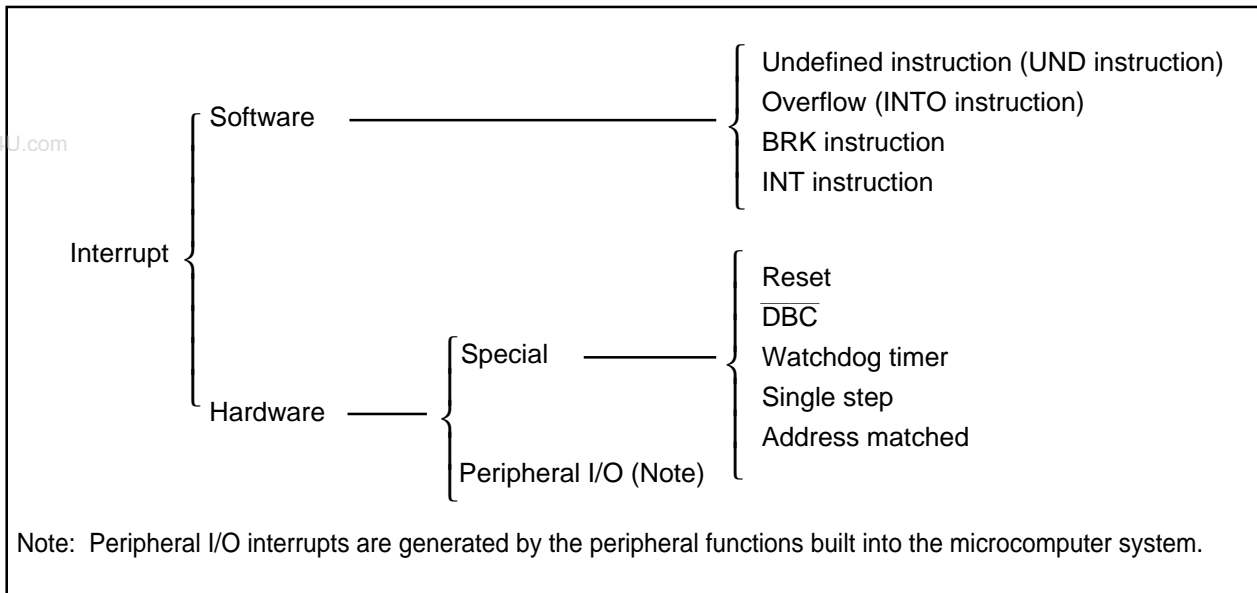 Undefined instruction (UND instruction)
Overflow (INTO instruction)
Software
BRK instruction
4U.com
INT instruction
Interrupt
Reset
DBC
Special
Watchdog timer
Single step
Hardware
Address matched
Peripheral I/O (Note)
Note: Peripheral I/O interrupts are generated by the peripheral functions built into the microcomputer system.